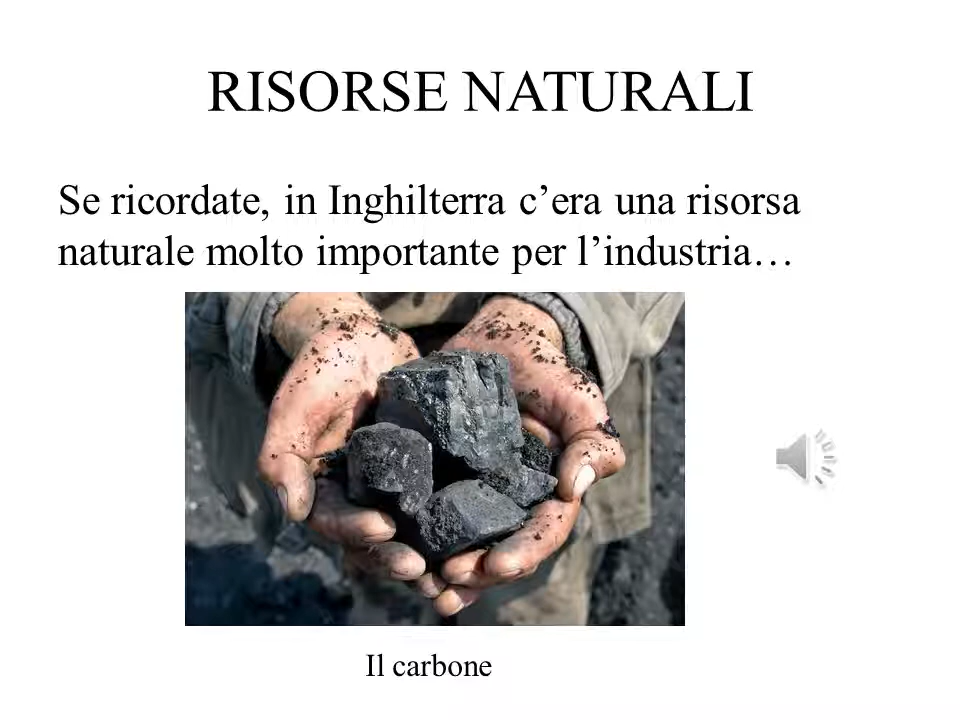 RISORSE NATURALI
Se ricordate, in Inghilterra c’era una risorsa
naturale molto importante per l’industria…
Il carbone